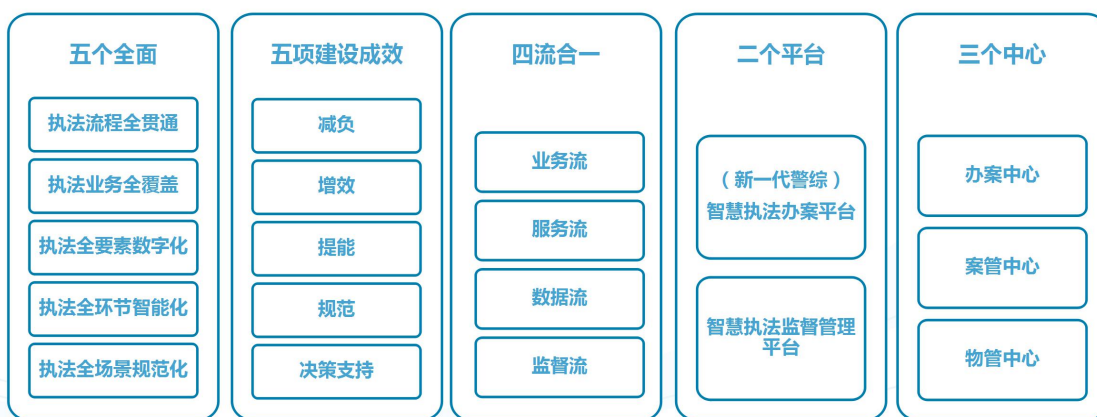 五个全面
执法流程全贯通
执法业务全覆盖
执法全要素数字化
执法全环节智能化
执法全场景规范化
五项建设成效
减负
增效
提能
规范
决策支持
四流合一
业务流
服务流
数据流
监督流
二个平台
（新一代警综）
智慧执法办案平台
智慧执法监督管理
平台
三个中心
办案中心
案管中心
物管中心